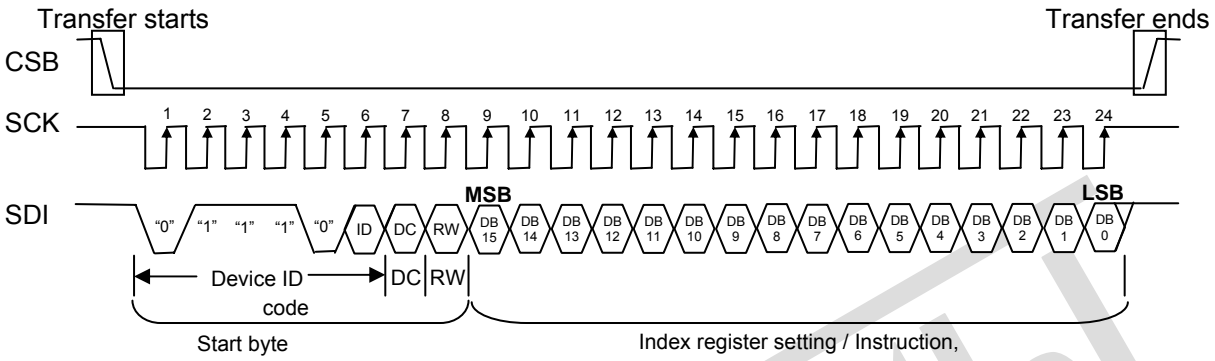 Transfer starts Transfer ends
CSB
SCK 1 2 3 4 5 6 7 8 9 10 11 12 13 14 15 16 17 18 19 20 21 22 23 24
MSB LSB
SDI "0" "1" "1" "1" "0" ID DC RW DB 15 DB 14 DB 13 DB 12 DB 11 DB 10 DB 9 DB 8 DB 7 DB 6 DB 5 DB 4 DB 3 DB 2 DB 1 DB 0
Device ID code DC RW
Start byte Index register setting / Instruction,